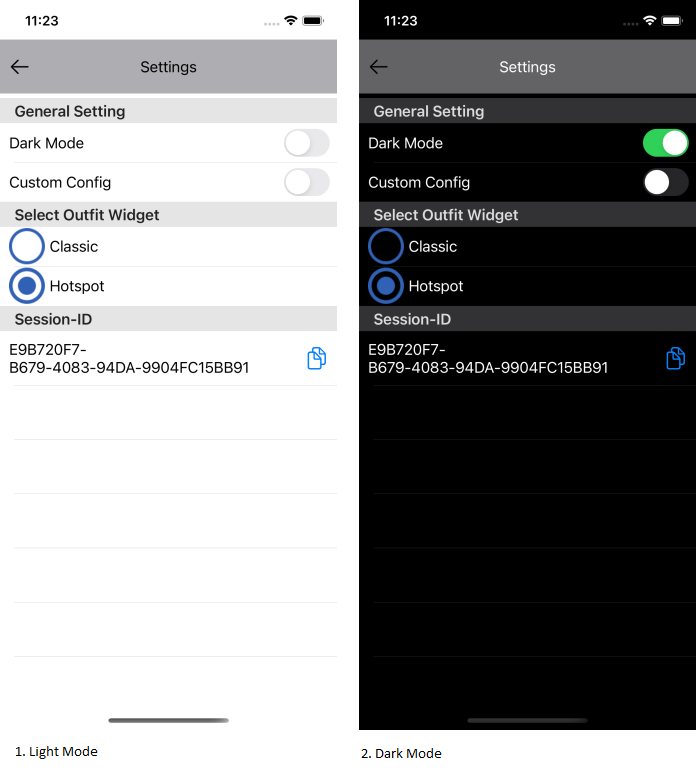 11:23
Settings
General Setting
Dark Mode
Custom Config
Select Outfit Widget
Classic
Hotspot
Session-ID
E9B720F7-
B679-4083-94DA-9904FC15BB91
1. Light Mode
11:23
Settings
General Setting
Dark Mode
Custom Config
Select Outfit Widget
Classic
Hotspot
Session-ID
E9B720F7-
B679-4083-94DA-9904FC15BB91
2. Dark Mode